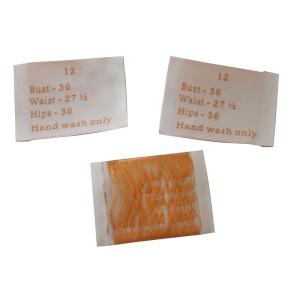 12
Bust - 36
Waist - 27 ½
Hips - 36
Hand wash only
12
Bust - 36
Waist - 27 ½
Hips - 36
Hand wash only